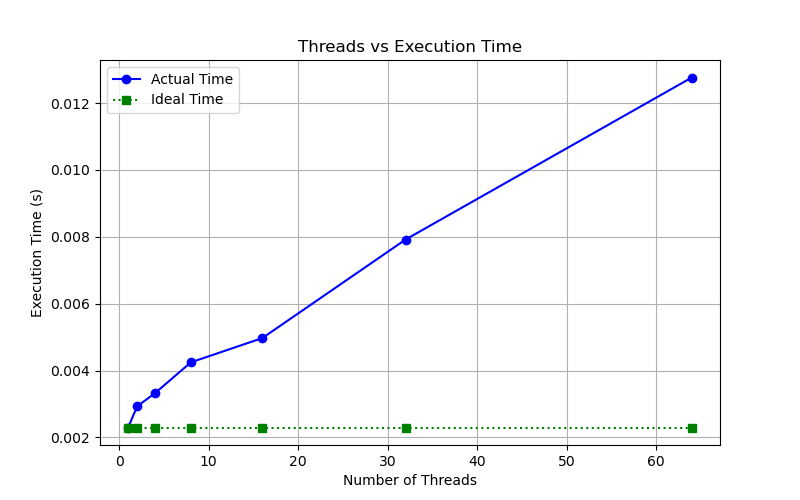 Threads vs Execution Time
Actual Time
Ideal Time
0.012
0.010
0.008
0.006
0.004
0.002
Execution Time (s)
0 10 20 30 40 50 60
Number of Threads